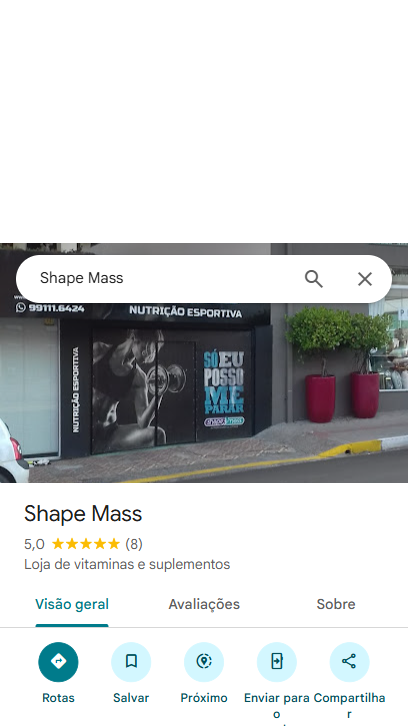 Shape Mass
99111.6424
NUTRIÇÃO ESPORTIVA
NUTRIÇÃO ESPORTIVA
SÓ EU
POSSO
ME
PARAR
shape mass
Shape Mass
5,0 (8)
Loja de vitaminas e suplementos
Visão geral Avaliações Sobre
Rotas Salvar Próximo Enviar para o Compartilhar